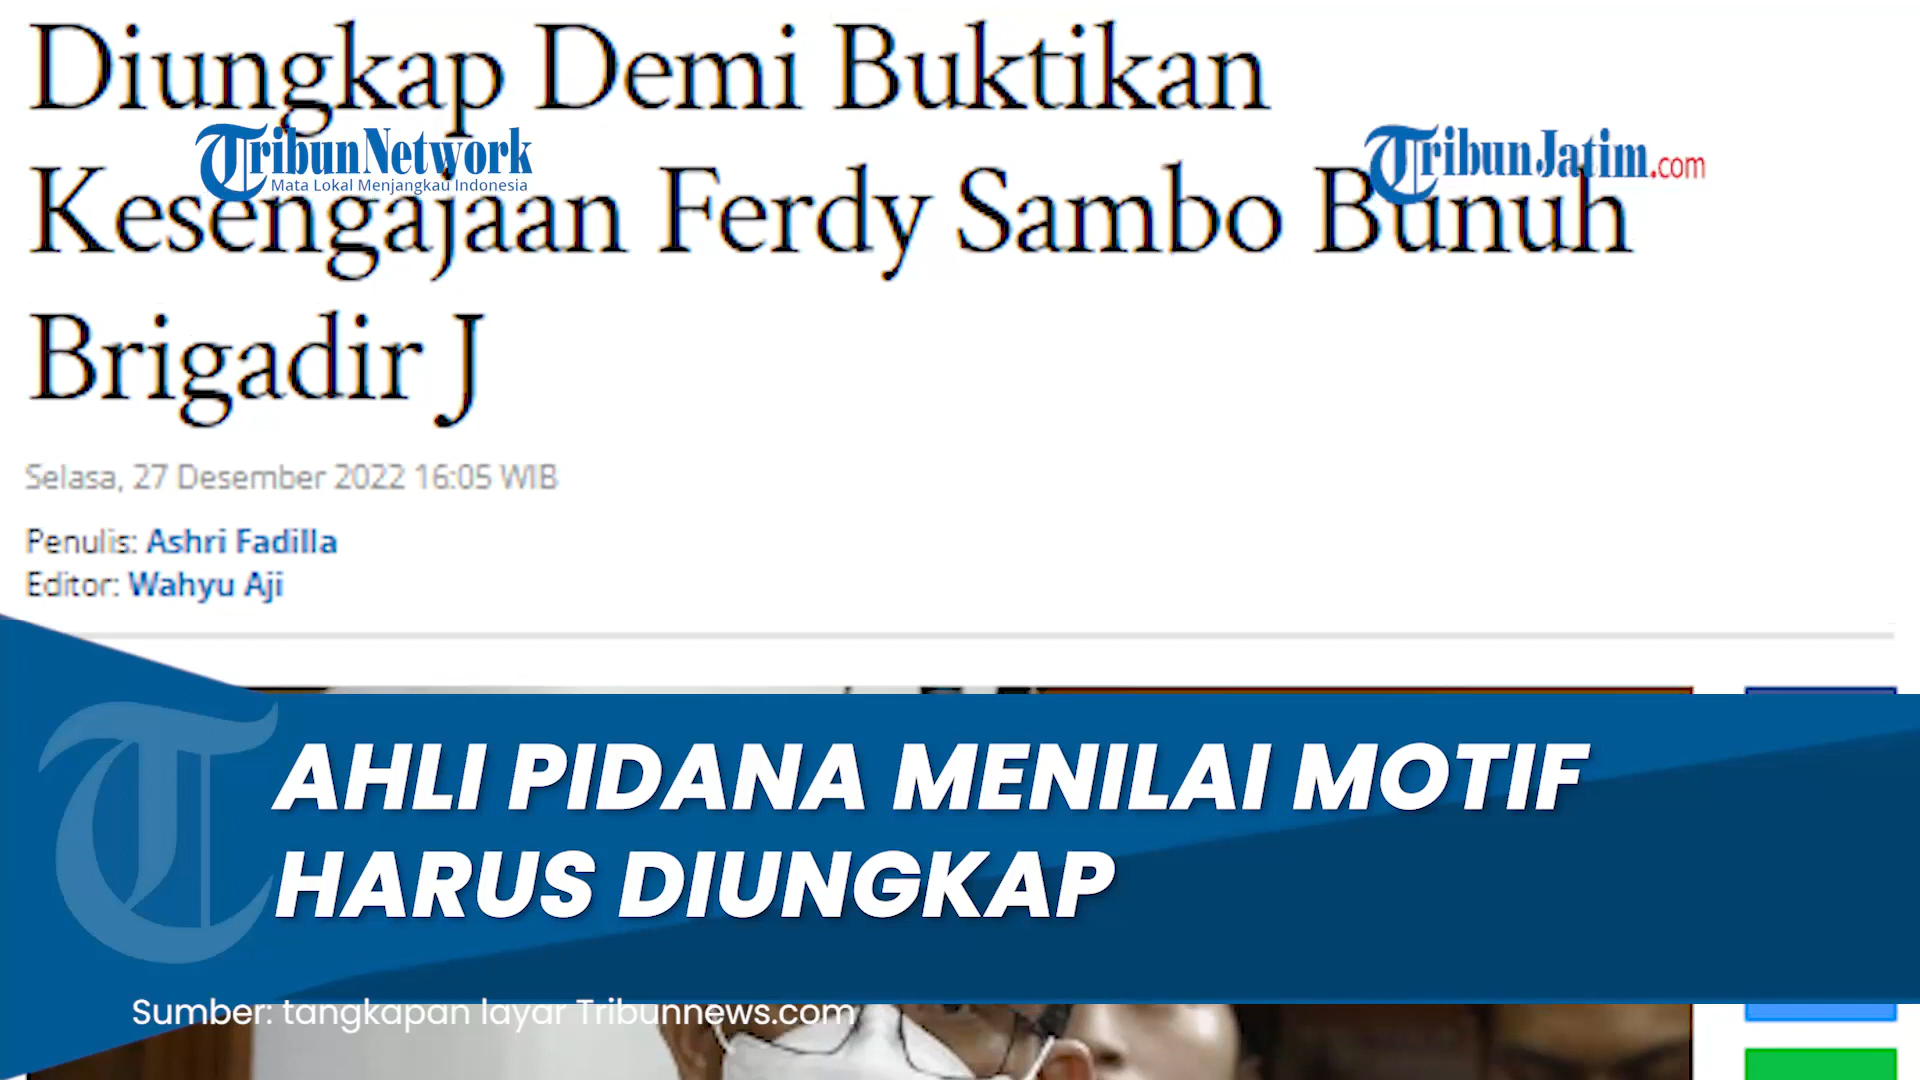 Diungkap Demi Buktikan
TribunNetwork
Mata Lokal Menjangkau Indonesia
TribunJatim.com
Kesengajaan Ferdy Sambo Bunuh
Brigadir J
Selasa, 27 Desember 2022 16:05 WIB
Penulis: Ashri Fadilla
Editor: Wahyu Aji
AHLI PIDANA MENILAI MOTIF
HARUS DIUNGKAP
Sumber: tangkapan layar Tribunnews.com